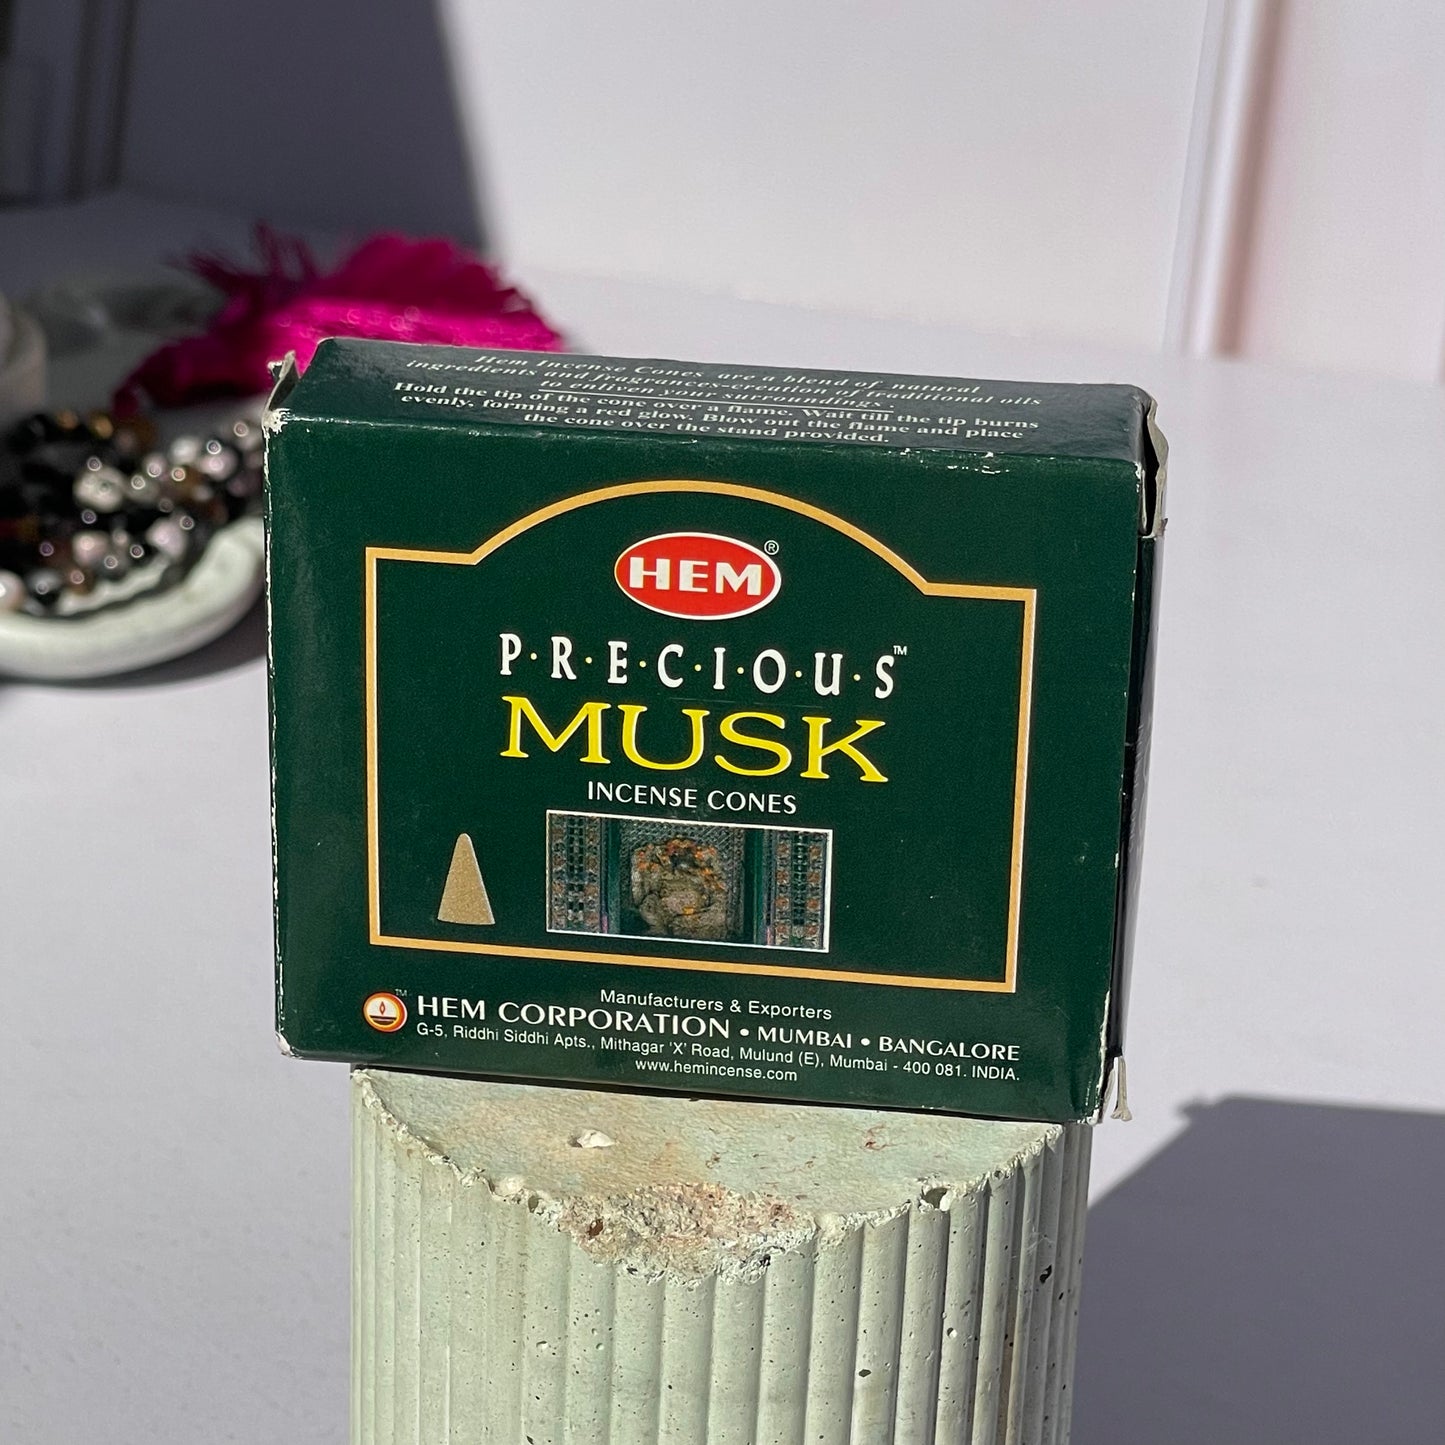 Hem Incense Cones are a blend of natural
ingredients and fragrances-creation of traditional oils
to enliven your surroundings
Hold the tip of the cone over a flame. Wait till the tip burns
evenly, forming a red glow. Blow out the flame and place
the cone over the stand provided.
HEM®
P·R·E·C·I·O·U·S™
MUSK
INCENSE CONES
Manufacturers & Exporters
™ HEM CORPORATION • MUMBAI • BANGALORE
G-5, Riddhi Siddhi Apts., Mithagar 'X' Road, Mulund (E), Mumbai - 400 081. INDIA.
www.hemincense.com